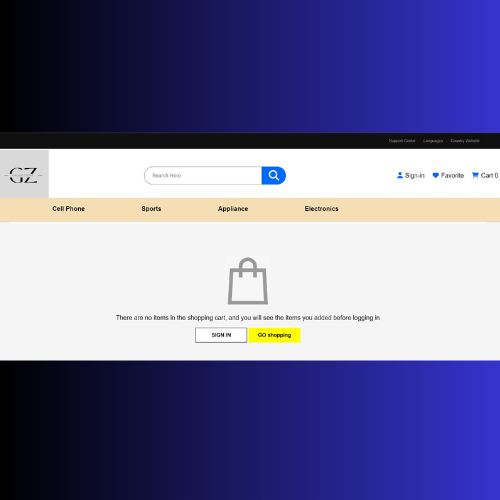 Support Center Languages Country Website
GZ
Search Here
Sign-in Favorite Cart 0
Cell Phone Sports Appliance Electronics
There are no items in the shopping cart, and you will see the items you added before logging in
SIGN IN GO shopping